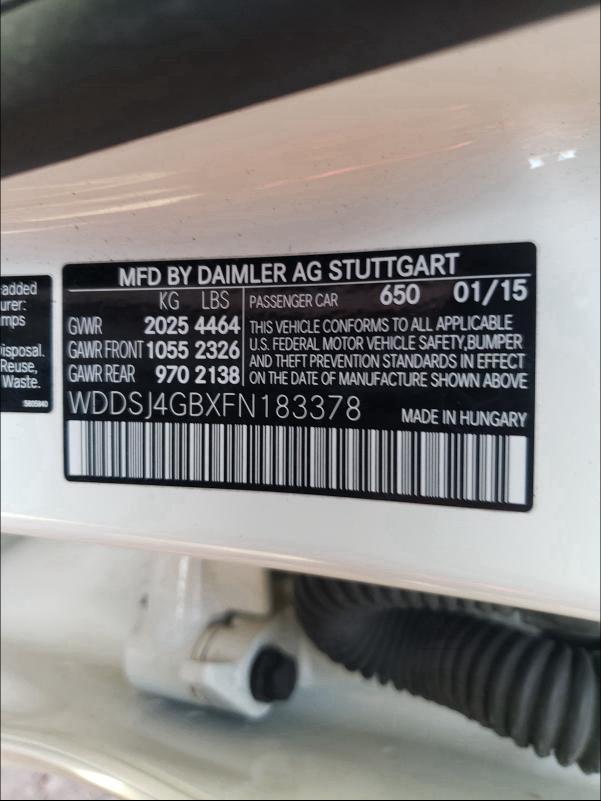 MFD BY DAIMLER AG STUTTGART
KG LBS PASSENGER CAR 650 01/15
GVWR 2025 4464 THIS VEHICLE CONFORMS TO ALL APPLICABLE
GAWR FRONT 1055 2326 U.S. FEDERAL MOTOR VEHICLE SAFETY,BUMPER
GAWR REAR 970 2138 AND THEFT PREVENTION STANDARDS IN EFFECT
ON THE DATE OF MANUFACTURE SHOWN ABOVE
WDDSJ4GBXFN183378 MADE IN HUNGARY
added
urer:
mps
isposal.
Reuse,
Waste.